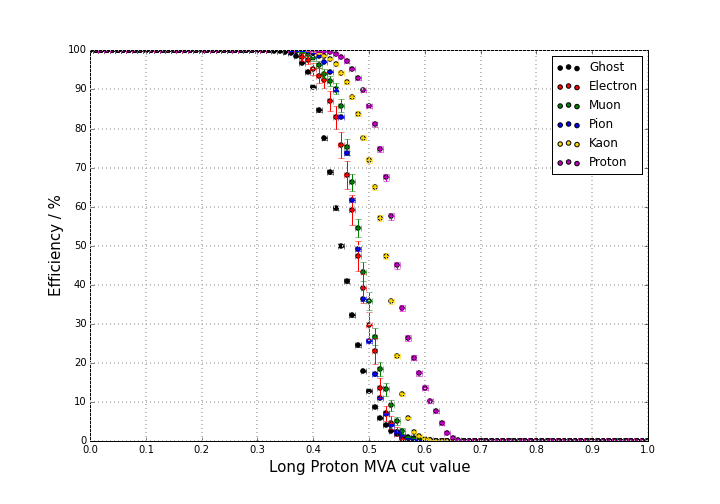 100
90
80
70
60
50
40
30
20
10
0
Efficiency / %
Ghost
Electron
Muon
Pion
Kaon
Proton
0.0 0.1 0.2 0.3 0.4 0.5 0.6 0.7 0.8 0.9 1.0
Long Proton MVA cut value